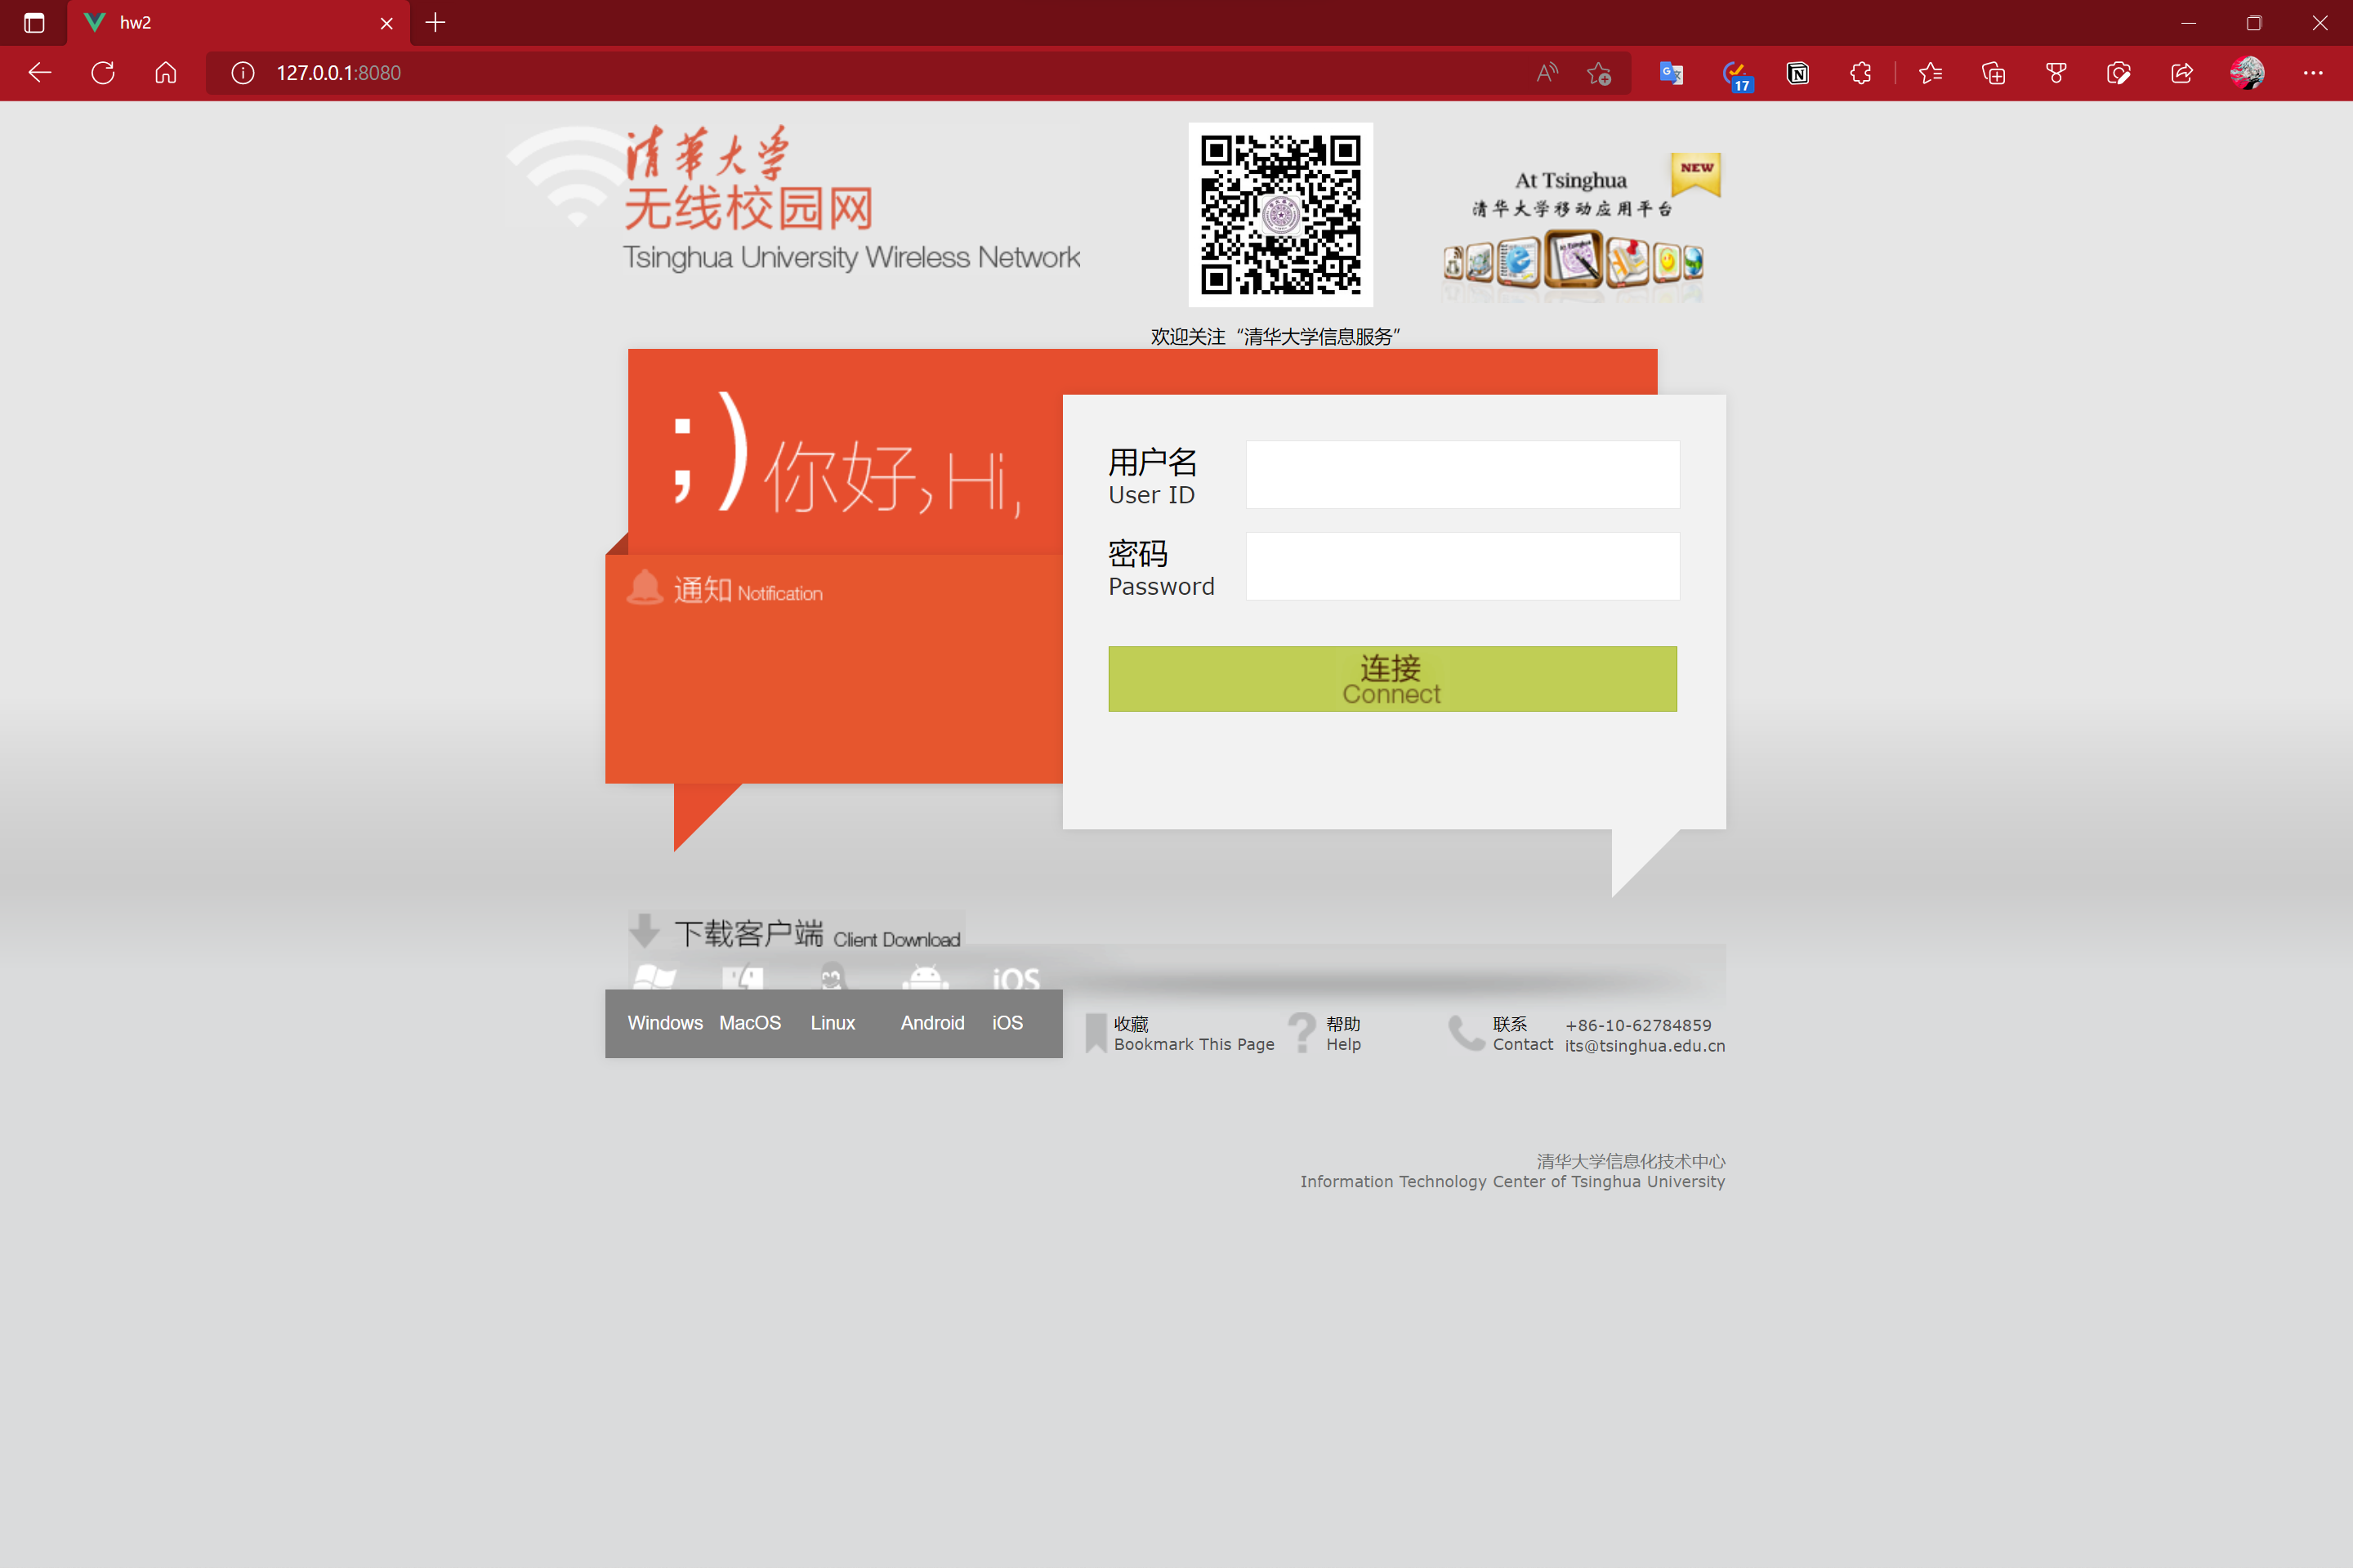 hw2
127.0.0.1:8080
17
清華大学
无线校园网
Tsinghua University Wireless Network
NEW
At Tsinghua
清华大学移动应用平台
欢迎关注“清华大学信息服务”
;)你好,Hi,
用户名
User ID
密码
Password
通知 Notification
连接
Connect
下载客户端 Client Download
iOS
Windows MacOS Linux Android iOS
收藏
Bookmark This Page
帮助
Help
联系
Contact
+86-10-62784859
its@tsinghua.edu.cn
清华大学信息化技术中心
Information Technology Center of Tsinghua University